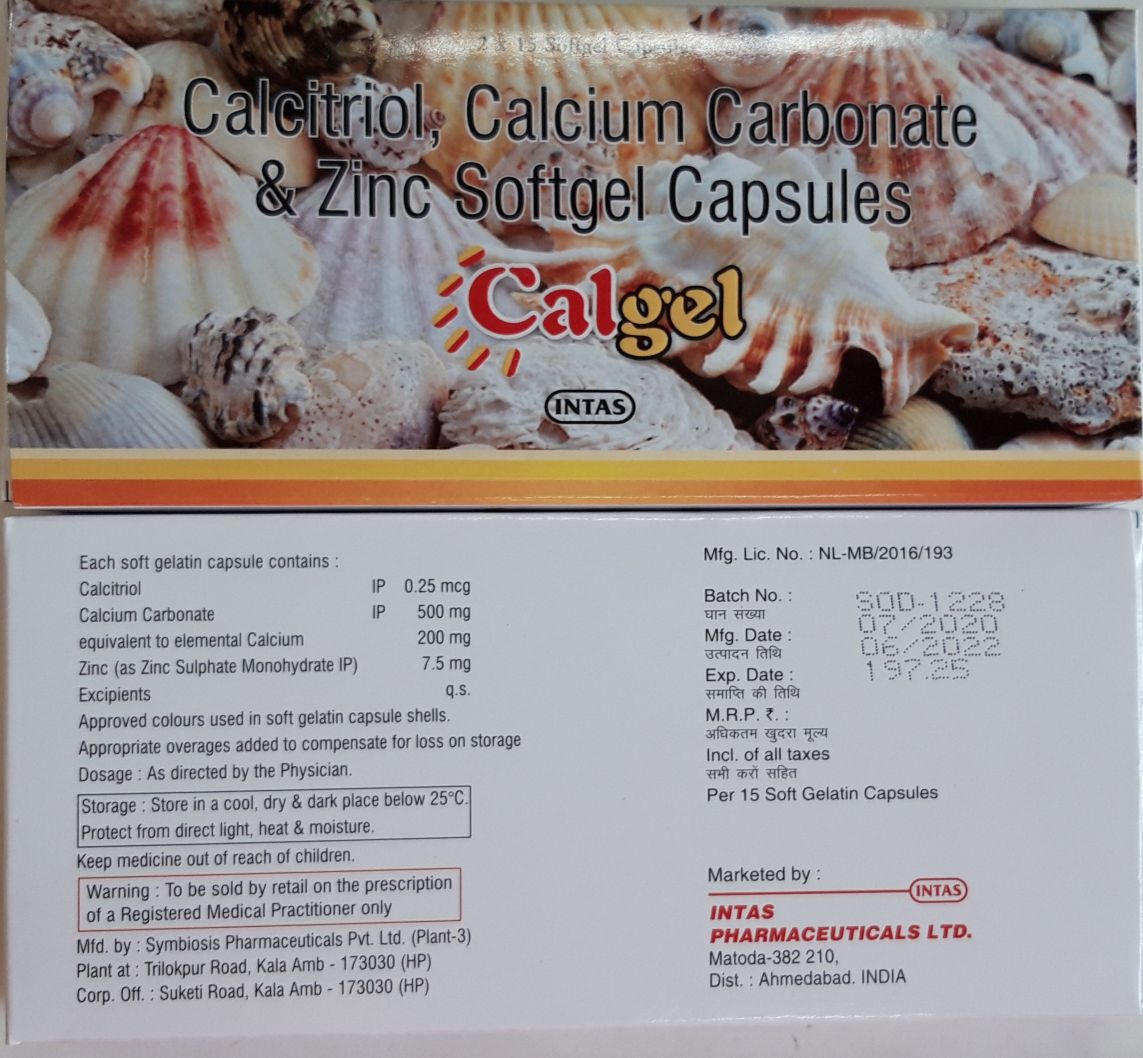 2 x 15 Softgel Capsules
Calcitriol, Calcium Carbonate
& Zinc Softgel Capsules
Calgel
INTAS
Each soft gelatin capsule contains :
Calcitriol IP 0.25 mcg
Calcium Carbonate IP 500 mg
equivalent to elemental Calcium 200 mg
Zinc (as Zinc Sulphate Monohydrate IP) 7.5 mg
Excipients q.s.
Approved colours used in soft gelatin capsule shells.
Appropriate overages added to compensate for loss on storage
Dosage : As directed by the Physician.
Storage : Store in a cool, dry & dark place below 25°C.
Protect from direct light, heat & moisture.
Keep medicine out of reach of children.
Warning : To be sold by retail on the prescription
of a Registered Medical Practitioner only
Mfd. by : Symbiosis Pharmaceuticals Pvt. Ltd. (Plant-3)
Plant at : Trilokpur Road, Kala Amb - 173030 (HP)
Corp. Off. : Suketi Road, Kala Amb - 173030 (HP)
Mfg. Lic. No. : NL-MB/2016/193
Batch No. : SOD-1228
घान संख्या
07/2020
Mfg. Date :
उत्पादन तिथि
06/2022
Exp. Date : 197.25
समाप्ति की तिथि
M.R.P. ₹. :
अधिकतम खुदरा मूल्य
Incl. of all taxes
सभी करों सहित
Per 15 Soft Gelatin Capsules
Marketed by :
INTAS
INTAS
PHARMACEUTICALS LTD.
Matoda-382 210,
Dist. : Ahmedabad. INDIA